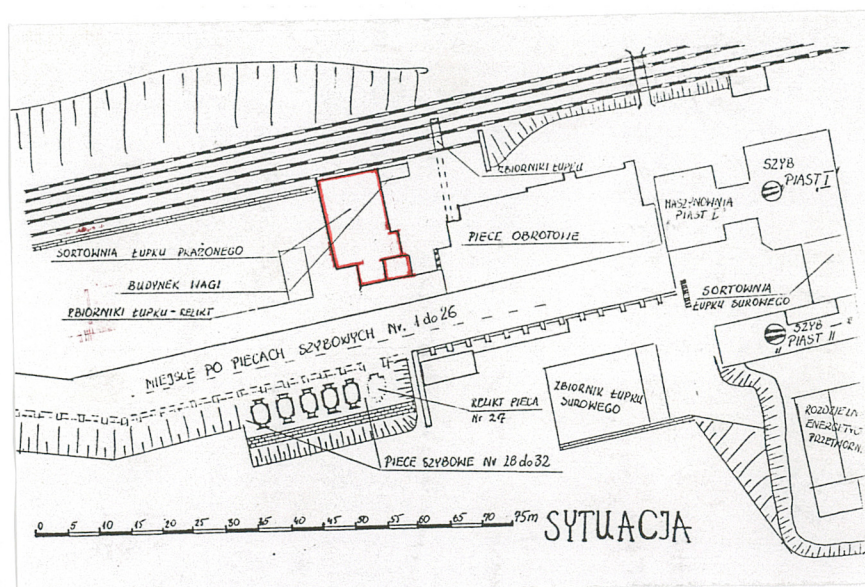 ZBIORNIKI ŁUPKU
SZYB
PIAST I
MASZYNOWNIA
PIAST I
PIECE OBROTOWE
SORTOWNIA ŁUPKU PRAŻONEGO
BUDYNEK WAGI
ZBIORNIKI ŁUPKU - RELIKT
SORTOWNIA
ŁUPKU SUROWEGO
SZYB
PIAST II
MIEJSCE PO PIECACH SZYBOWYCH Nr. 1 do 26
RELIKT PIECA
Nr 27
ZBIORNIK ŁUPKU
SUROWEGO
ROZDZIELA
ENERGETYC
PRZETWORN.
PIECE SZYBOWE Nr 28 do 32
0 5 10 15 20 25 30 35 40 45 50 55 60 65 70 75m
SYTUACJA